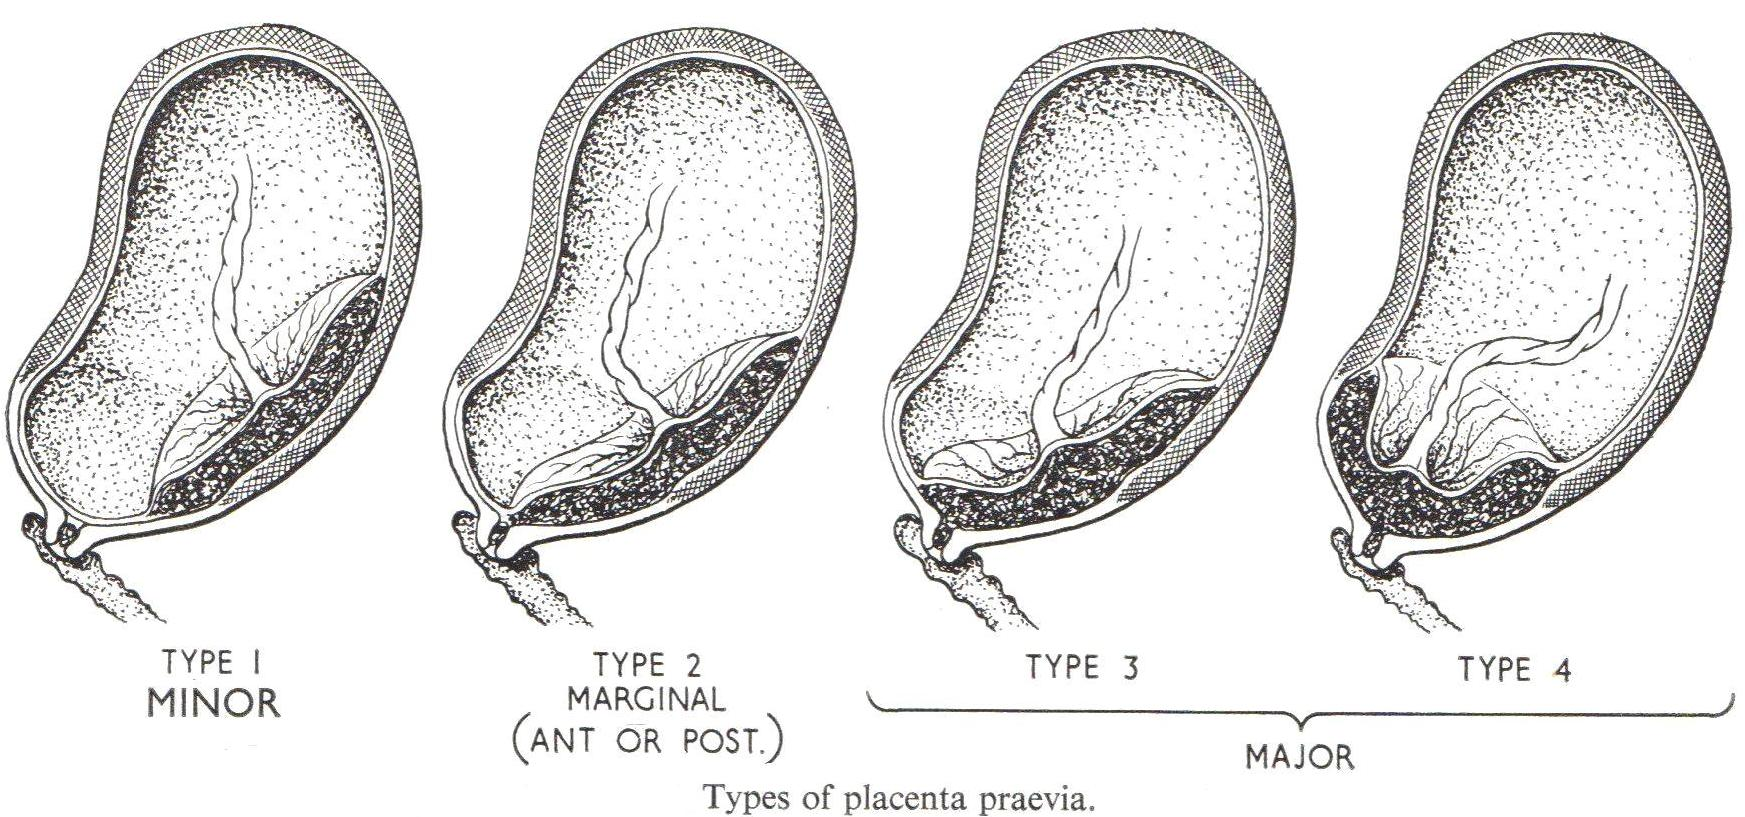 TYPE 1
MINOR
TYPE 2
MARGINAL
(ANT OR POST.)
TYPE 3
TYPE 4
MAJOR
Types of placenta praevia.